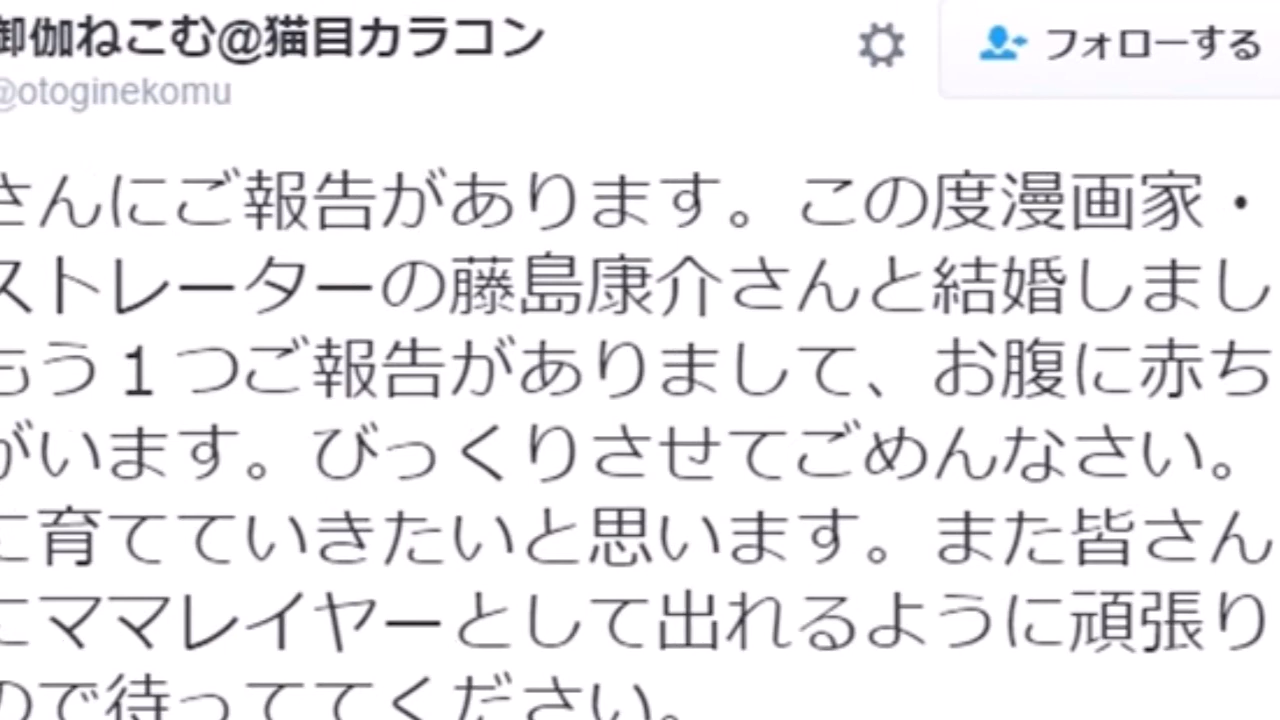 御伽ねこむ@猫目カラコン
フォローする
@otoginekomu
さんにご報告があります。この度漫画家・
ストレーターの藤島康介さんと結婚しまし
もう１つご報告がありまして、お腹に赤ち
がいます。びっくりさせてごめんなさい。
に育てていきたいと思います。また皆さん
にママレイヤーとして出れるように頑張り
ので待っててください。